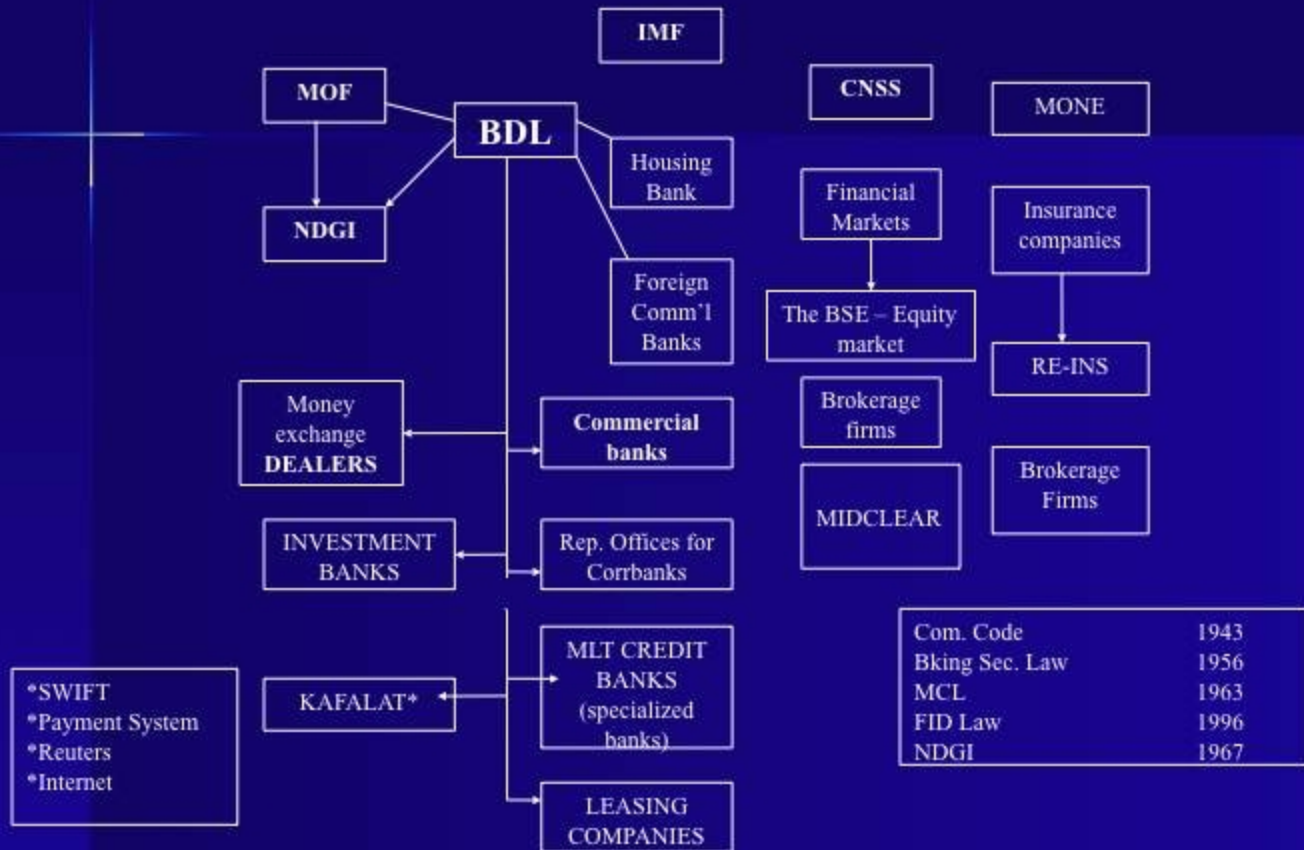 IMF
MOF
BDL
CNSS
MONE
Housing
Bank
NDGI
Financial
Markets
Insurance
companies
Foreign
Comm'l
Banks
The BSE – Equity
market
RE-INS
Money
exchange
DEALERS
Commercial
banks
Brokerage
firms
Brokerage
Firms
MIDCLEAR
INVESTMENT
BANKS
Rep. Offices for
Corrbanks
MLT CREDIT
BANKS
(specialized
banks)
KAFALAT*
LEASING
COMPANIES
*SWIFT
*Payment System
*Reuters
*Internet
Com. Code 1943
Bking Sec. Law 1956
MCL 1963
FID Law 1996
NDGI 1967